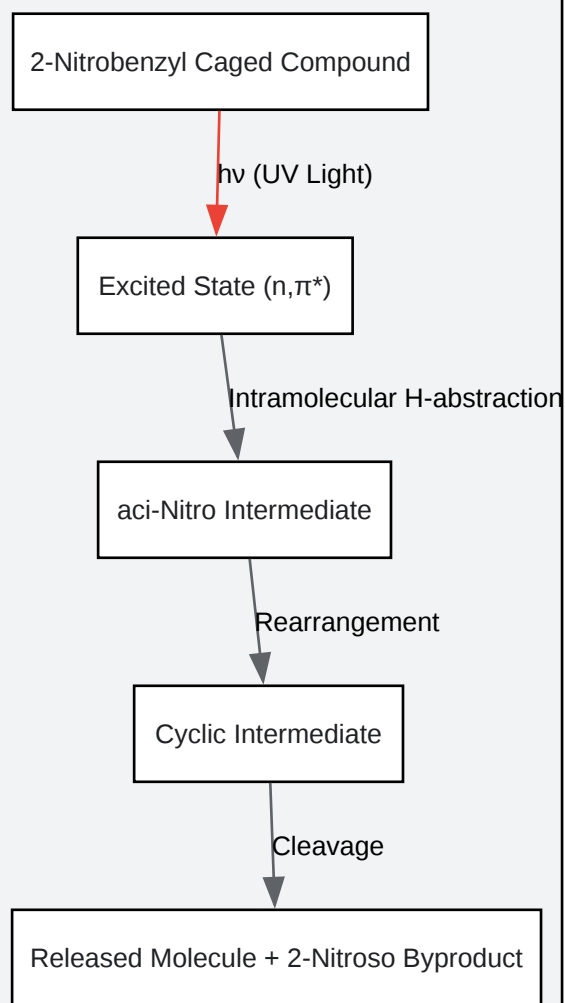 2-Nitrobenzyl Caged Compound
hν (UV Light)
Excited State (n,π*)
Intramolecular H-abstraction
aci-Nitro Intermediate
Rearrangement
Cyclic Intermediate
Cleavage
Released Molecule + 2-Nitroso Byproduct